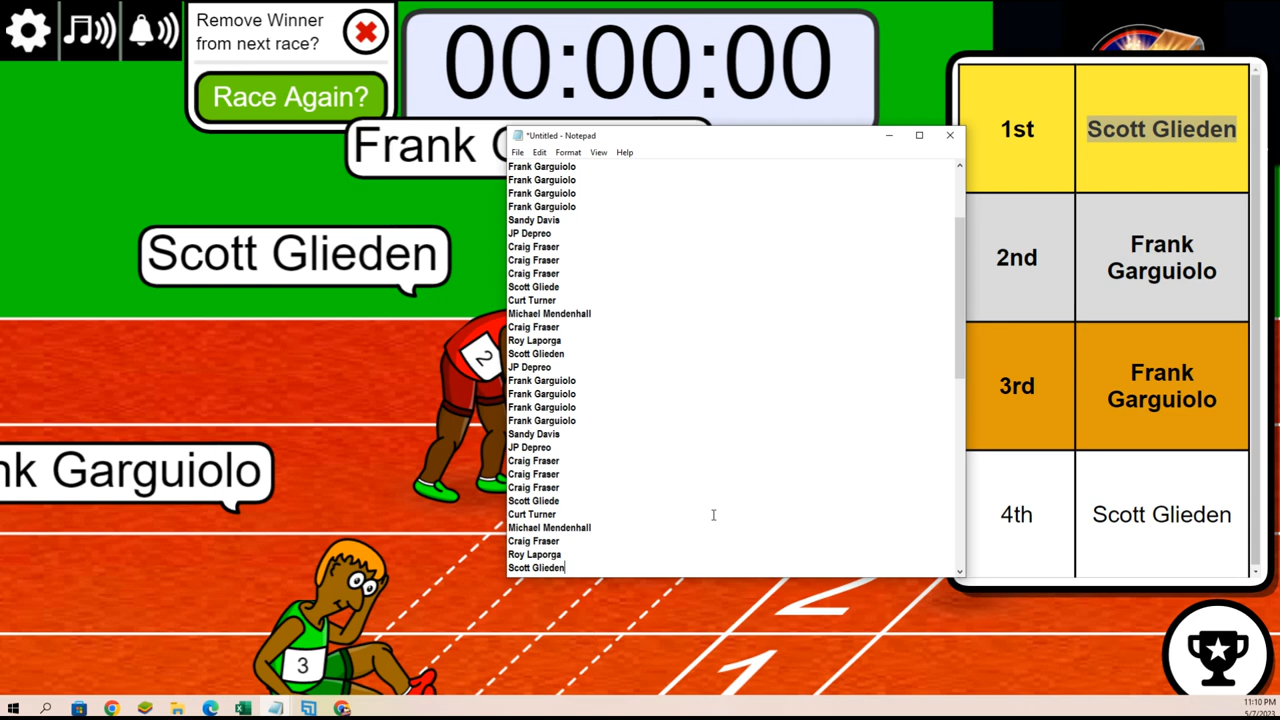 Remove Winner
from next race?
Race Again?
00:00:00
Frank G
Scott Glieden
nk Garguiolo
2
3
*Untitled - Notepad
File Edit Format View Help
Frank Garguiolo
Frank Garguiolo
Frank Garguiolo
Frank Garguiolo
Sandy Davis
JP Depreo
Craig Fraser
Craig Fraser
Craig Fraser
Scott Gliede
Curt Turner
Michael Mendenhall
Craig Fraser
Roy Laporga
Scott Glieden
JP Depreo
Frank Garguiolo
Frank Garguiolo
Frank Garguiolo
Frank Garguiolo
Sandy Davis
JP Depreo
Craig Fraser
Craig Fraser
Craig Fraser
Scott Gliede
Curt Turner
Michael Mendenhall
Craig Fraser
Roy Laporga
Scott Glieden
1st Scott Glieden
2nd Frank
Garguiolo
3rd Frank
Garguiolo
4th Scott Glieden
2
1
11:10 PM
5/7/2023